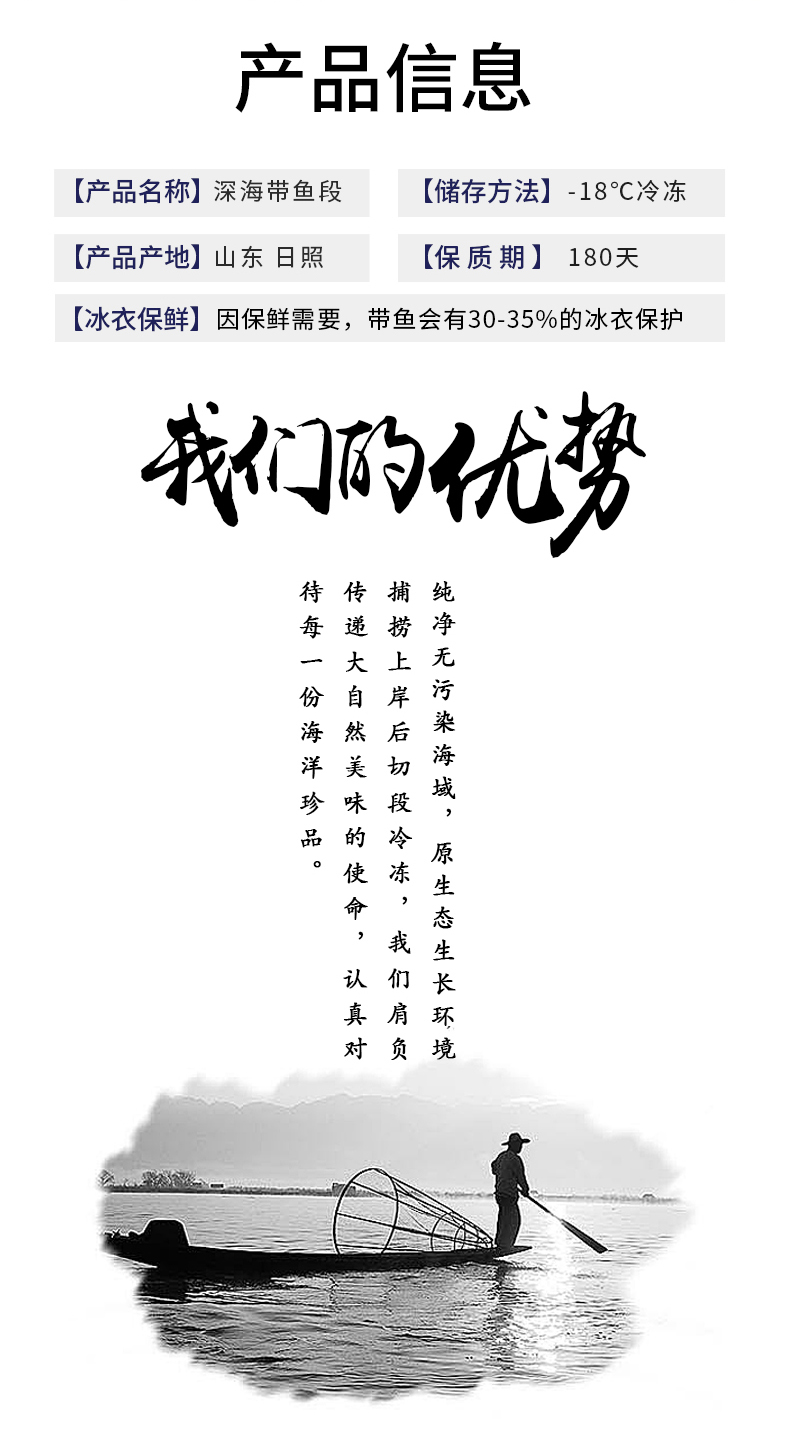 产品信息
【产品名称】深海带鱼段
【储存方法】-18℃冷冻
【产品产地】山东 日照
【保质期】 180天
【冰衣保鲜】因保鲜需要，带鱼会有30-35%的冰衣保护
我们的优势
纯净无污染海域，原生态生长环境
捕捞上岸后切段冷冻，我们肩负
传递大自然美味的使命，认真对
待每一份海洋珍品。